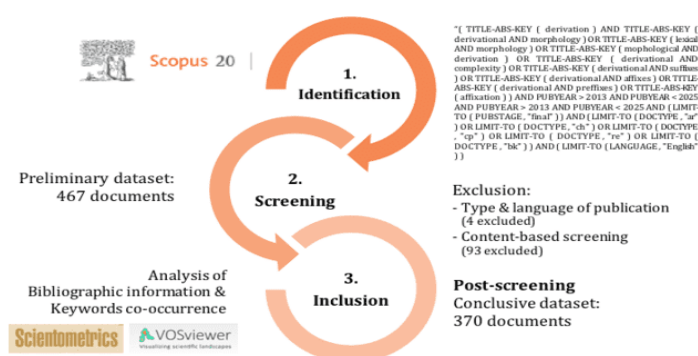 Scopus 20
1.
Identification
"( TITLE-ABS-KEY ( derivation ) AND TITLE-ABS-KEY (
derivational AND morphology ) OR TITLE-ABS-KEY ( lexical
AND morphology ) OR TITLE-ABS-KEY ( mophological AND
derivation ) OR TITLE-ABS-KEY ( derivational AND
complexity ) OR TITLE-ABS-KEY ( derivational AND suffixes
) OR TITLE-ABS-KEY ( derivational AND affixes ) OR TITLE-
ABS-KEY ( derivational AND preffixes ) OR TITLE-ABS-KEY
( affixation ) ) AND PUBYEAR > 2013 AND PUBYEAR < 2025
AND PUBYEAR > 2013 AND PUBYEAR < 2025 AND ( LIMIT-
TO ( PUBSTAGE , "final" ) ) AND ( LIMIT-TO ( DOCTYPE , "ar"
) OR LIMIT-TO ( DOCTYPE , "ch" ) OR LIMIT-TO ( DOCTYPE
, "cp" ) OR LIMIT-TO ( DOCTYPE , "re" ) OR LIMIT-TO (
DOCTYPE , "bk" ) ) AND ( LIMIT-TO ( LANGUAGE , "English"
) )
Preliminary dataset:
467 documents
2.
Screening
Exclusion:
- Type & language of publication
(4 excluded)
- Content-based screening
(93 excluded)
Analysis of
Bibliographic information &
Keywords co-occurrence
3.
Inclusion
Post-screening
Conclusive dataset:
370 documents
Scientometrics
VOSviewer
Visualizing scientific landscapes